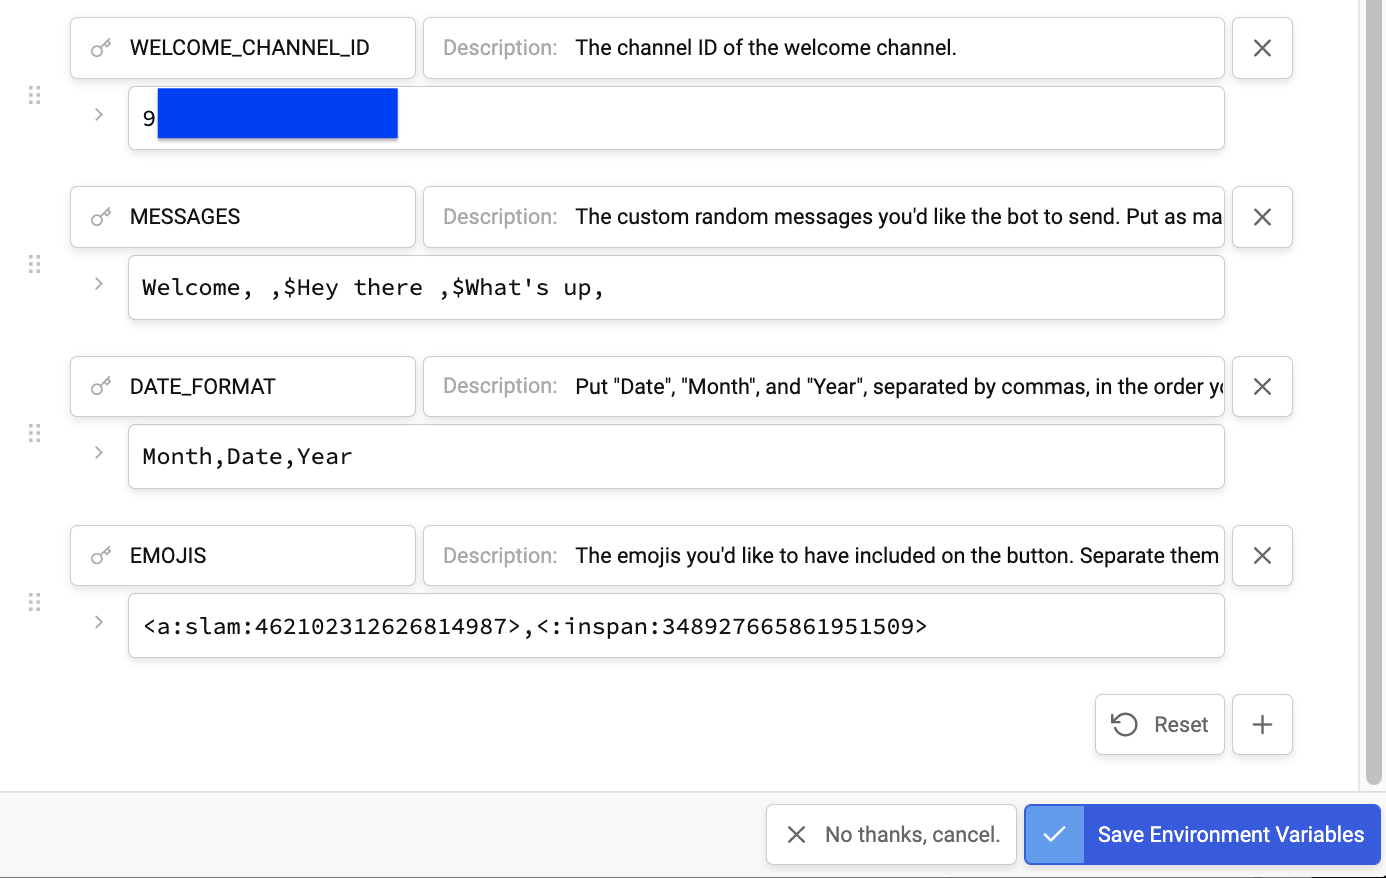 WELCOME_CHANNEL_ID Description: The channel ID of the welcome channel.
9
MESSAGES Description: The custom random messages you'd like the bot to send. Put as ma
Welcome, ,$Hey there ,$What's up,
DATE_FORMAT Description: Put "Date", "Month", and "Year", separated by commas, in the order yo
Month,Date,Year
EMOJIS Description: The emojis you'd like to have included on the button. Separate them
<a:slam:462102312626814987>,<:inspan:348927665861951509>
Reset
No thanks, cancel. Save Environment Variables